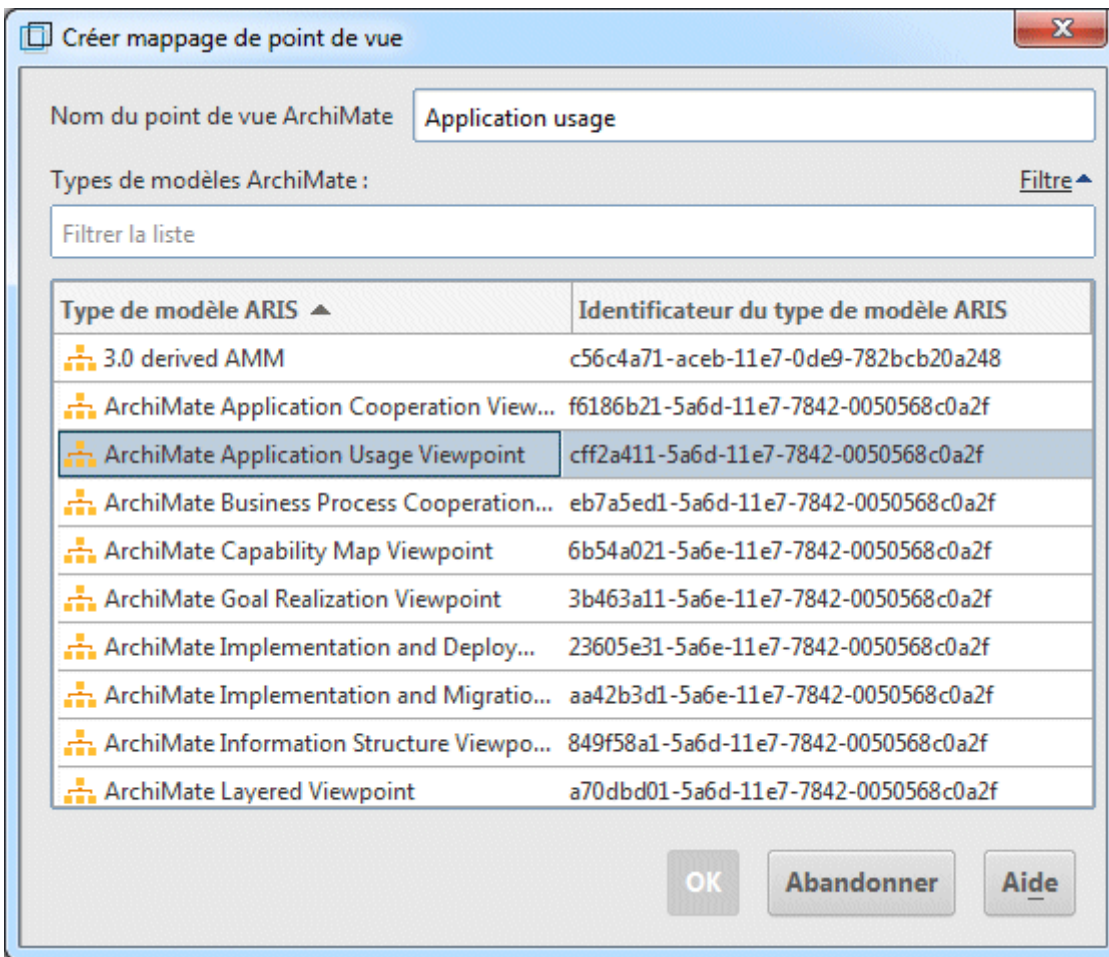 Créer mappage de point de vue
Nom du point de vue ArchiMate Application usage
Types de modèles ArchiMate : Filtre
Filtrer la liste
Type de modèle ARIS Identificateur du type de modèle ARIS
3.0 derived AMM c56c4a71-aceb-11e7-0de9-782bcb20a248
ArchiMate Application Cooperation View... f6186b21-5a6d-11e7-7842-0050568c0a2f
ArchiMate Application Usage Viewpoint cff2a411-5a6d-11e7-7842-0050568c0a2f
ArchiMate Business Process Cooperation... eb7a5ed1-5a6d-11e7-7842-0050568c0a2f
ArchiMate Capability Map Viewpoint 6b54a021-5a6e-11e7-7842-0050568c0a2f
ArchiMate Goal Realization Viewpoint 3b463a11-5a6e-11e7-7842-0050568c0a2f
ArchiMate Implementation and Deploy... 23605e31-5a6e-11e7-7842-0050568c0a2f
ArchiMate Implementation and Migratio... aa42b3d1-5a6e-11e7-7842-0050568c0a2f
ArchiMate Information Structure Viewpo... 849f58a1-5a6d-11e7-7842-0050568c0a2f
ArchiMate Layered Viewpoint a70dbd01-5a6d-11e7-7842-0050568c0a2f
OK Abandonner Aide